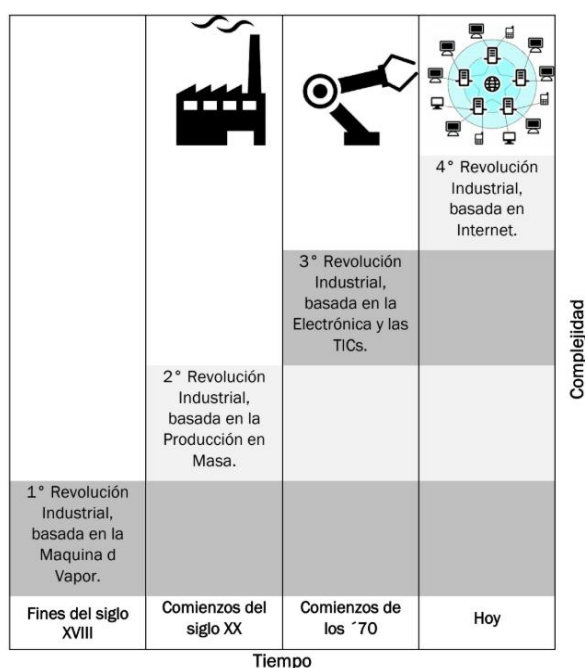 4° Revolución
Industrial,
basada en
Internet.
3° Revolución
Industrial,
basada en la
Electrónica y las
TICs.
2° Revolución
Industrial,
basada en la
Producción en
Masa.
1° Revolución
Industrial,
basada en la
Maquina d
Vapor.
Fines del siglo
XVIII
Comienzos del
siglo XX
Comienzos de
los ´70
Hoy
Tiempo
Complejidad